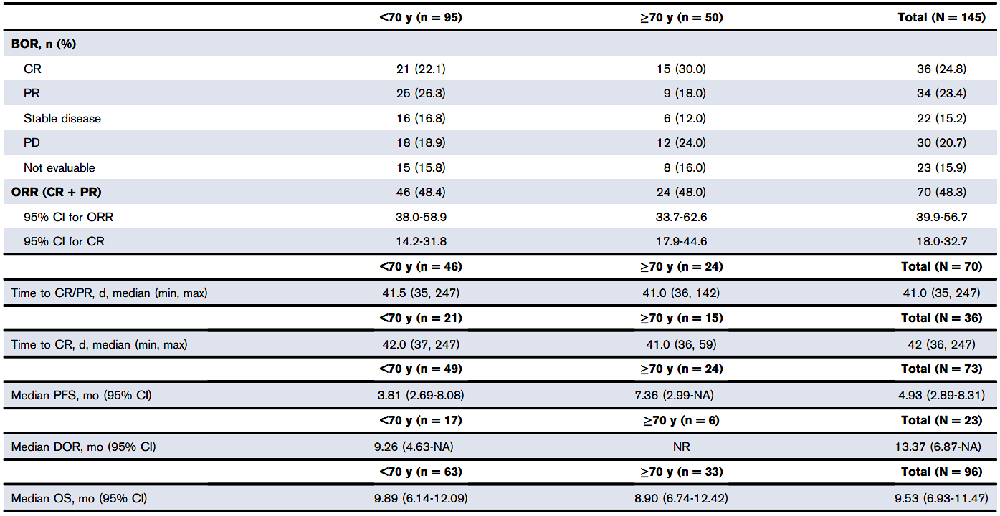 <70 y (n = 95) ≥70 y (n = 50) Total (N = 145)
BOR, n (%)
CR 21 (22.1) 15 (30.0) 36 (24.8)
PR 25 (26.3) 9 (18.0) 34 (23.4)
Stable disease 16 (16.8) 6 (12.0) 22 (15.2)
PD 18 (18.9) 12 (24.0) 30 (20.7)
Not evaluable 15 (15.8) 8 (16.0) 23 (15.9)
ORR (CR + PR) 46 (48.4) 24 (48.0) 70 (48.3)
95% CI for ORR 38.0-58.9 33.7-62.6 39.9-56.7
95% CI for CR 14.2-31.8 17.9-44.6 18.0-32.7
<70 y (n = 46) ≥70 y (n = 24) Total (N = 70)
Time to CR/PR, d, median (min, max) 41.5 (35, 247) 41.0 (36, 142) 41.0 (35, 247)
<70 y (n = 21) ≥70 y (n = 15) Total (N = 36)
Time to CR, d, median (min, max) 42.0 (37, 247) 41.0 (36, 59) 42 (36, 247)
<70 y (n = 49) ≥70 y (n = 24) Total (N = 73)
Median PFS, mo (95% CI) 3.81 (2.69-8.08) 7.36 (2.99-NA) 4.93 (2.89-8.31)
<70 y (n = 17) ≥70 y (n = 6) Total (N = 23)
Median DOR, mo (95% CI) 9.26 (4.63-NA) NR 13.37 (6.87-NA)
<70 y (n = 63) ≥70 y (n = 33) Total (N = 96)
Median OS, mo (95% CI) 9.89 (6.14-12.09) 8.90 (6.74-12.42) 9.53 (6.93-11.47)